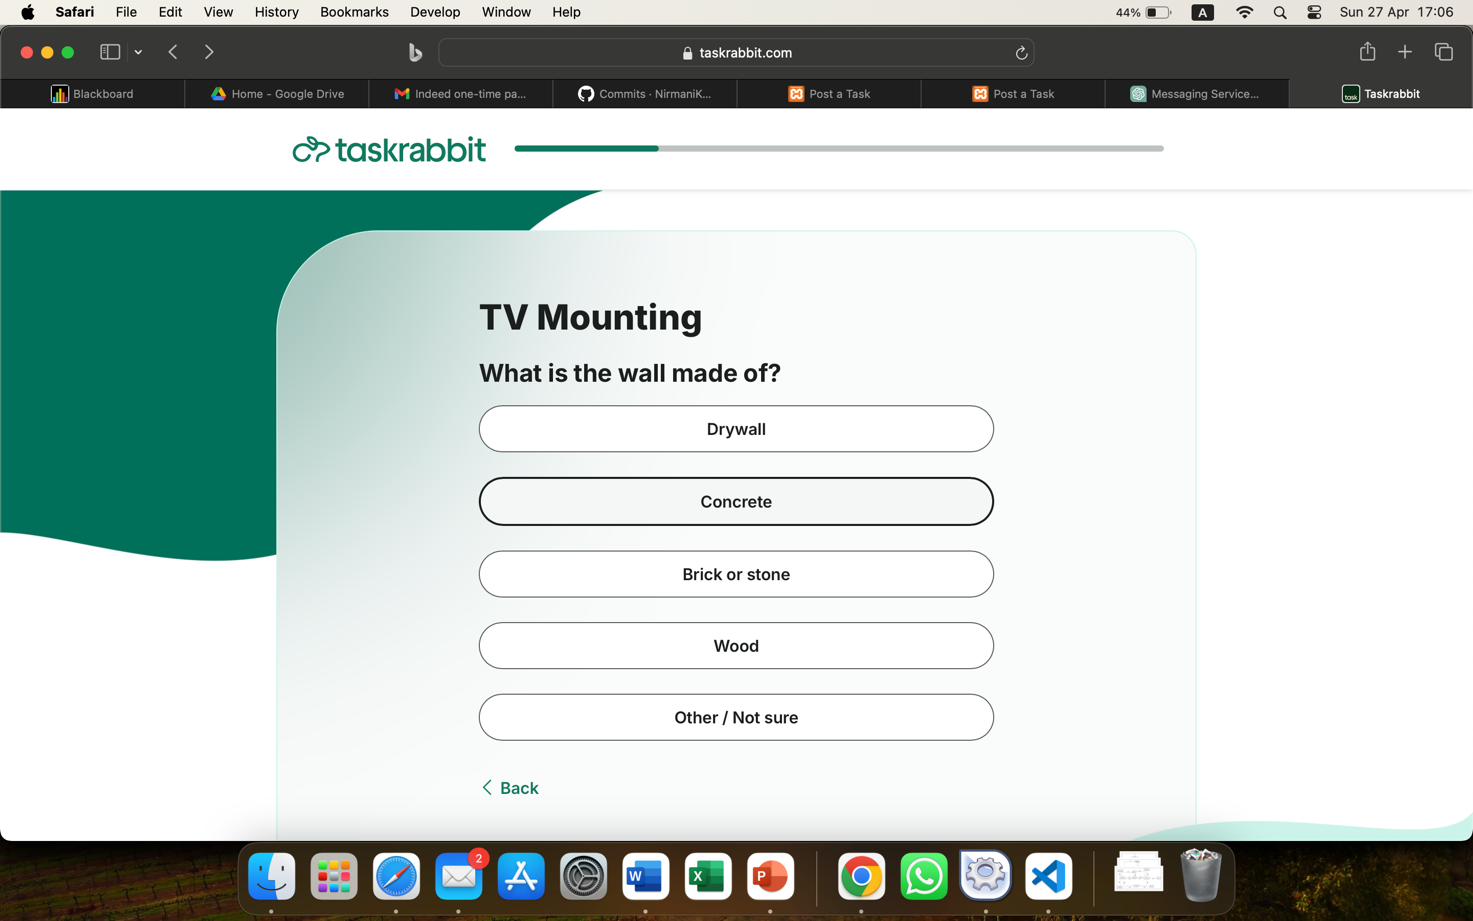 Safari File Edit View History Bookmarks Develop Window Help 44% A Sun 27 Apr 17:06
taskrabbit.com
Blackboard Home - Google Drive Indeed one-time pa... Commits · NirmaniK... Post a Task Post a Task Messaging Service... task Taskrabbit
taskrabbit
TV Mounting
What is the wall made of?
Drywall
Concrete
Brick or stone
Wood
Other / Not sure
Back
2
W X P